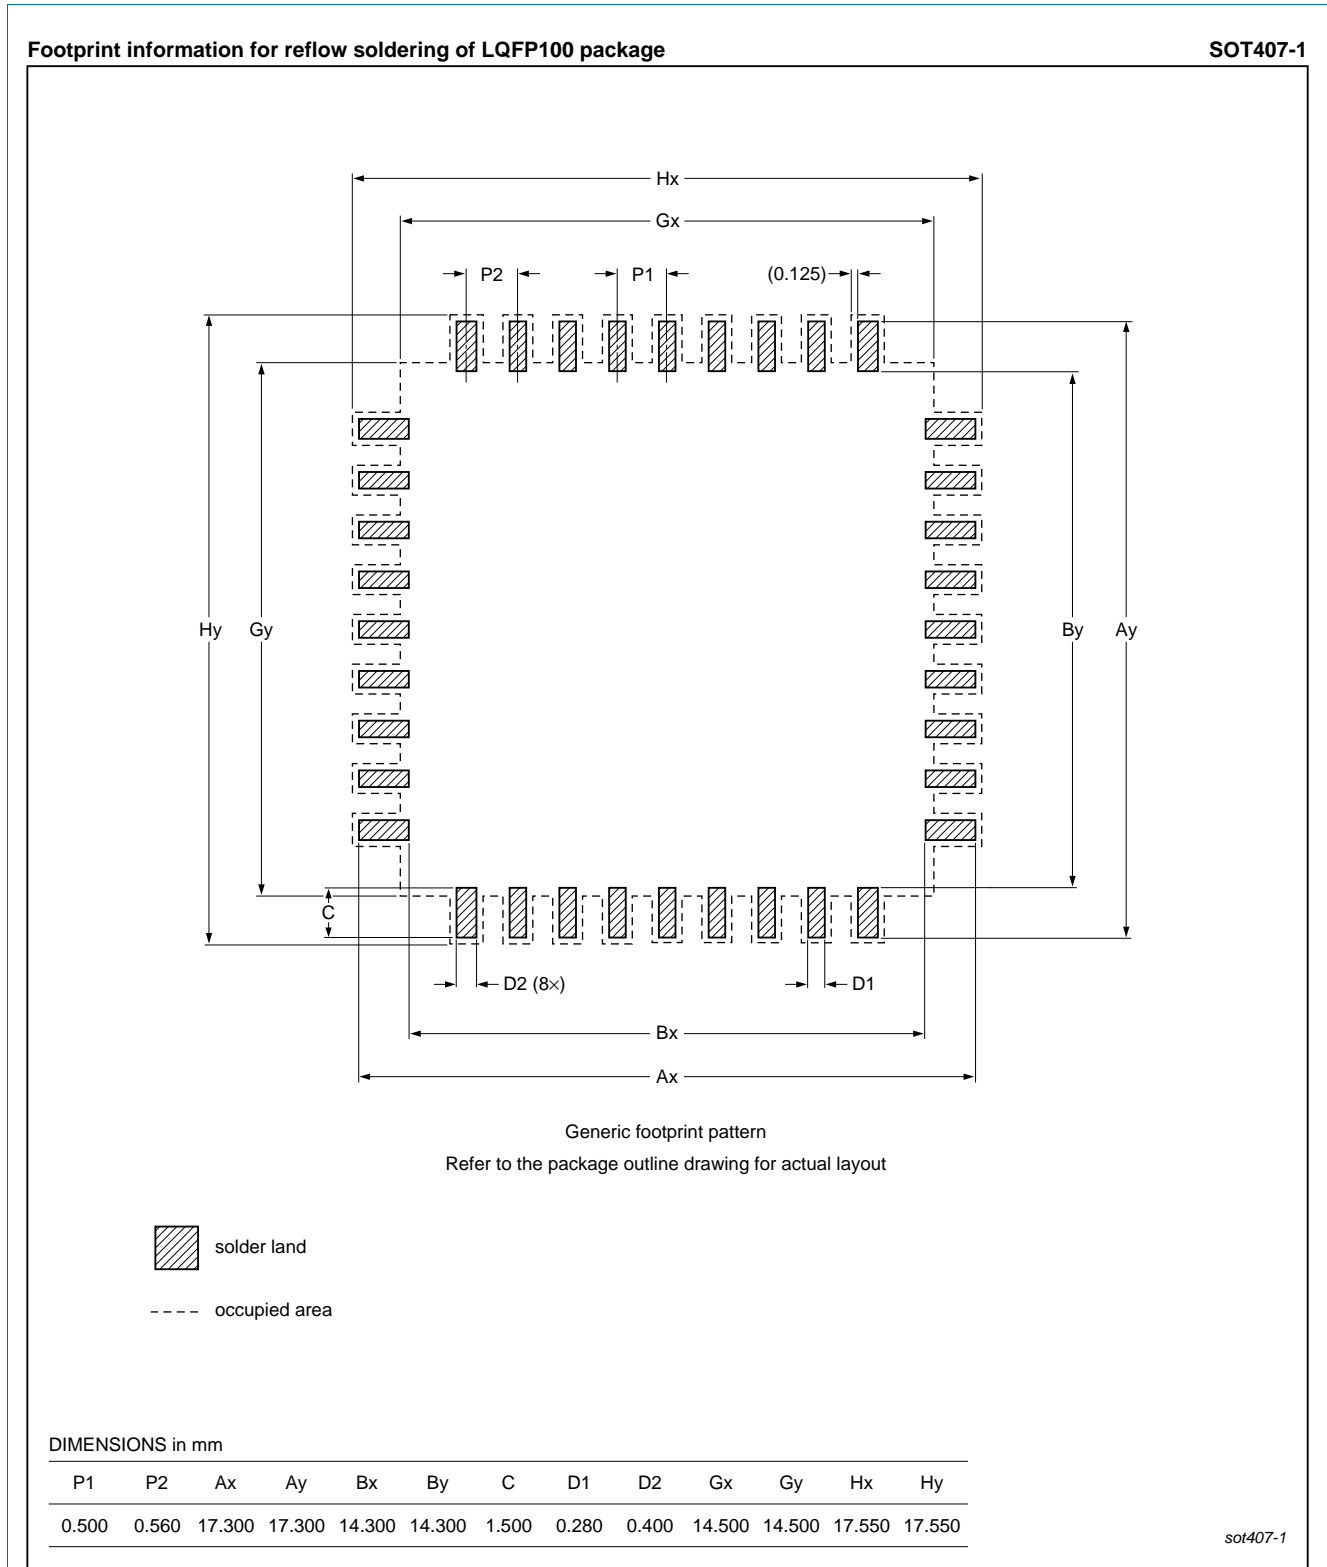 Footprint information for reflow soldering of LQFP100 package SOT407-1
Hx
Gx
P2 P1 (0.125)
Hy Gy By Ay
C
D2 (8×) D1
Bx
Ax
Generic footprint pattern
Refer to the package outline drawing for actual layout
solder land
occupied area
DIMENSIONS in mm
P1 P2 Ax Ay Bx By C D1 D2 Gx Gy Hx Hy
0.500 0.560 17.300 17.300 14.300 14.300 1.500 0.280 0.400 14.500 14.500 17.550 17.550
sot407-1